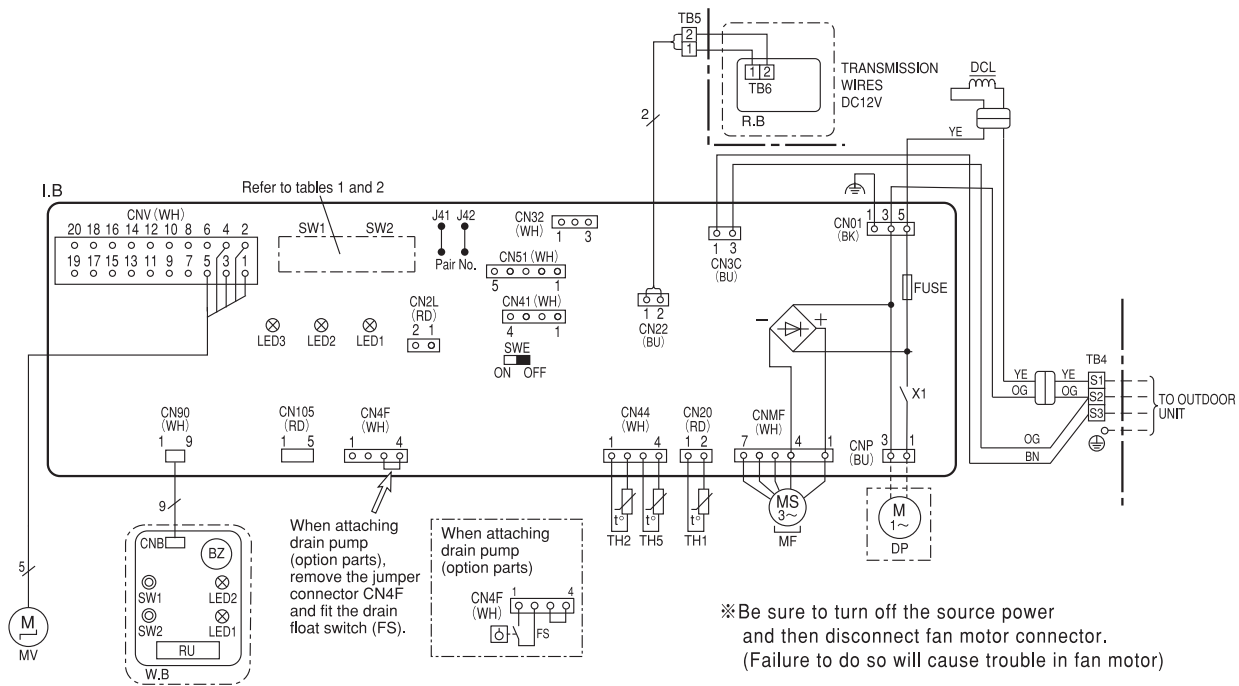 TB5
2
1
1 2
TB6
R.B
TRANSMISSION
WIRES
DC12V
DCL
YE
2
I.B
Refer to tables 1 and 2
CNV (WH)
20 18 16 14 12 10 8 6 4 2
19 17 15 13 11 9 7 5 3 1
SW1 SW2
J41 J42
Pair No.
CN32
(WH)
1 3
CN51 (WH)
5 1
CN41 (WH)
4 1
SWE
ON OFF
CN2L
(RD)
2 1
LED3 LED2 LED1
1 2
CN22
(BU)
1 3
CN3C
(BU)
1 3 5
CN01
(BK)
FUSE
− +
X1
TB4
YE YE S1
OG OG S2
S3
TO OUTDOOR
UNIT
OG
BN
CN90
(WH)
1 9
CN105
(RD)
1 5
CN4F
(WH)
1 4
CN44
(WH)
1 4
CN20
(RD)
1 2
CNMF
(WH)
7 4 1
CNP
(BU)
3 1
t° t° t°
TH2 TH5 TH1
MS
3~
MF
M
1~
DP
9
5
M
MV
CNB
BZ
SW1
LED2
SW2
LED1
RU
W.B
When attaching
drain pump
(option parts),
remove the jumper
connector CN4F
and fit the drain
float switch (FS).
When attaching
drain pump
(option parts)
CN4F
(WH)
1 4
FS
※Be sure to turn off the source power
and then disconnect fan motor connector.
(Failure to do so will cause trouble in fan motor)